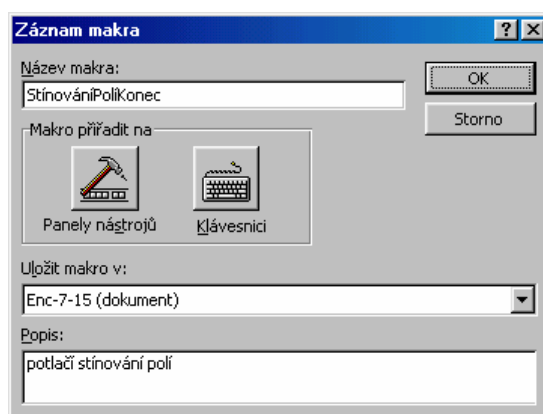 Záznam makra
Název makra:
OK
StínováníPolíKonec
Storno
Makro přiřadit na
Panely nástrojů
Klávesnici
Uložit makro v:
Enc-7-15 (dokument)
Popis:
potlačí stínování polí